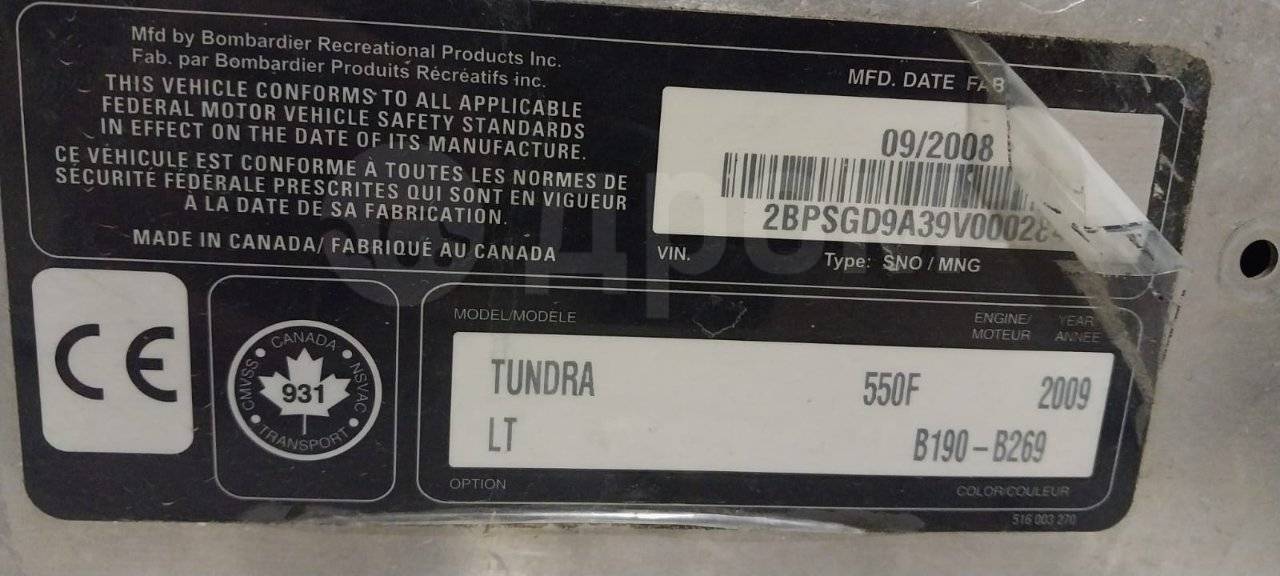 Mfd by Bombardier Recreational Products Inc.
Fab. par Bombardier Produits Récréatifs inc.
THIS VEHICLE CONFORMS TO ALL APPLICABLE
FEDERAL MOTOR VEHICLE SAFETY STANDARDS
IN EFFECT ON THE DATE OF ITS MANUFACTURE.
CE VÉHICULE EST CONFORME À TOUTES LES NORMES DE
SÉCURITÉ FÉDÉRALE PRESCRITES QUI SONT EN VIGUEUR
À LA DATE DE SA FABRICATION.
MADE IN CANADA/ FABRIQUÉ AU CANADA
MFD. DATE FAB
09/2008
VIN.
Type: SNO / MNG
CE
CANADA
CMVSS
NSVAC
931
TRANSPORT
MODEL/MODÈLE
ENGINE/
MOTEUR
YEAR
ANNÉE
TUNDRA 550F 2009
LT B190-B269
OPTION
COLOR/COULEUR
516 003 270
дром